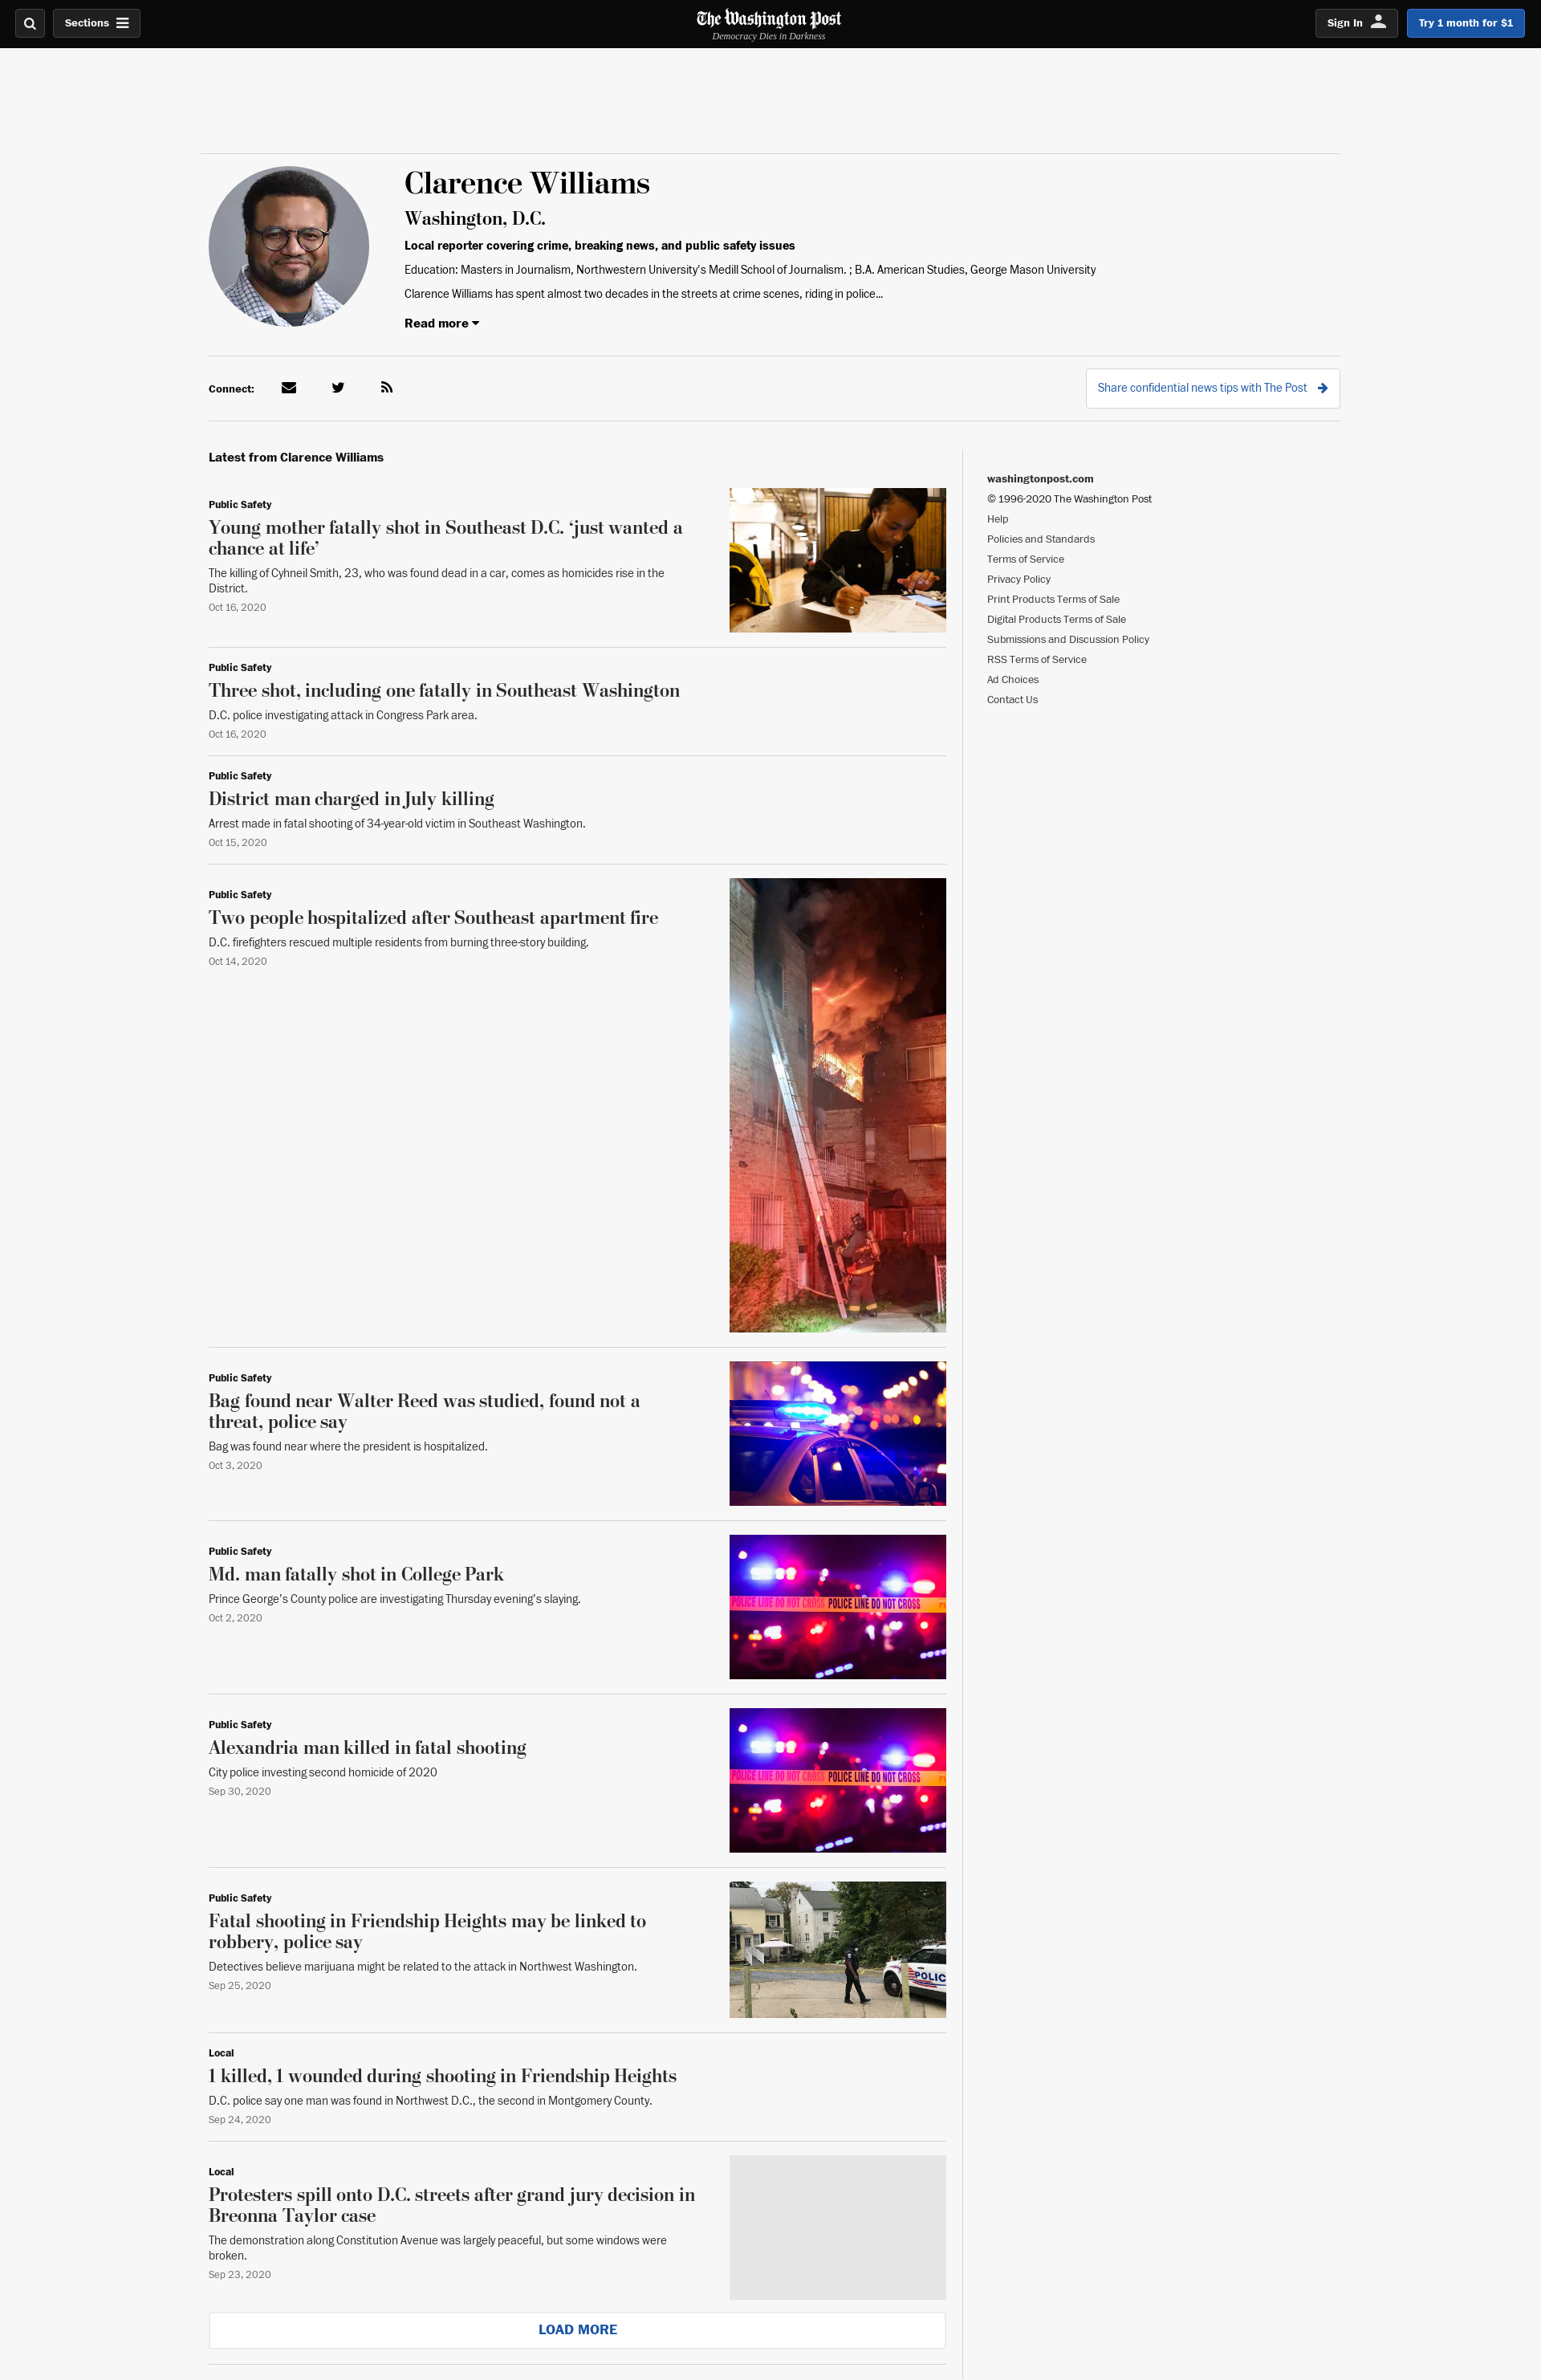 Sections
The Washington Post
Democracy Dies in Darkness
Sign In
Try 1 month for $1
Clarence Williams
Washington, D.C.
Local reporter covering crime, breaking news, and public safety issues
Education: Masters in Journalism, Northwestern University's Medill School of Journalism. ; B.A. American Studies, George Mason University
Clarence Williams has spent almost two decades in the streets at crime scenes, riding in police...
Read more
Connect:
Share confidential news tips with The Post
Latest from Clarence Williams
Public Safety
Young mother fatally shot in Southeast D.C. ‘just wanted a
chance at life’
The killing of Cyhneil Smith, 23, who was found dead in a car, comes as homicides rise in the
District.
Oct 16, 2020
Public Safety
Three shot, including one fatally in Southeast Washington
D.C. police investigating attack in Congress Park area.
Oct 16, 2020
Public Safety
District man charged in July killing
Arrest made in fatal shooting of 34-year-old victim in Southeast Washington.
Oct 15, 2020
Public Safety
Two people hospitalized after Southeast apartment fire
D.C. firefighters rescued multiple residents from burning three-story building.
Oct 14, 2020
Public Safety
Bag found near Walter Reed was studied, found not a
threat, police say
Bag was found near where the president is hospitalized.
Oct 3, 2020
Public Safety
Md. man fatally shot in College Park
Prince George's County police are investigating Thursday evening's slaying.
Oct 2, 2020
POLICE LINE DO NOT CROSS POLICE LINE DO NOT CROSS
Public Safety
Alexandria man killed in fatal shooting
City police investing second homicide of 2020
Sep 30, 2020
POLICE LINE DO NOT CROSS POLICE LINE DO NOT CROSS
Public Safety
Fatal shooting in Friendship Heights may be linked to
robbery, police say
Detectives believe marijuana might be related to the attack in Northwest Washington.
Sep 25, 2020
POLIC
Local
1 killed, 1 wounded during shooting in Friendship Heights
D.C. police say one man was found in Northwest D.C., the second in Montgomery County.
Sep 24, 2020
Local
Protesters spill onto D.C. streets after grand jury decision in
Breonna Taylor case
The demonstration along Constitution Avenue was largely peaceful, but some windows were
broken.
Sep 23, 2020
LOAD MORE
washingtonpost.com
© 1996-2020 The Washington Post
Help
Policies and Standards
Terms of Service
Privacy Policy
Print Products Terms of Sale
Digital Products Terms of Sale
Submissions and Discussion Policy
RSS Terms of Service
Ad Choices
Contact Us